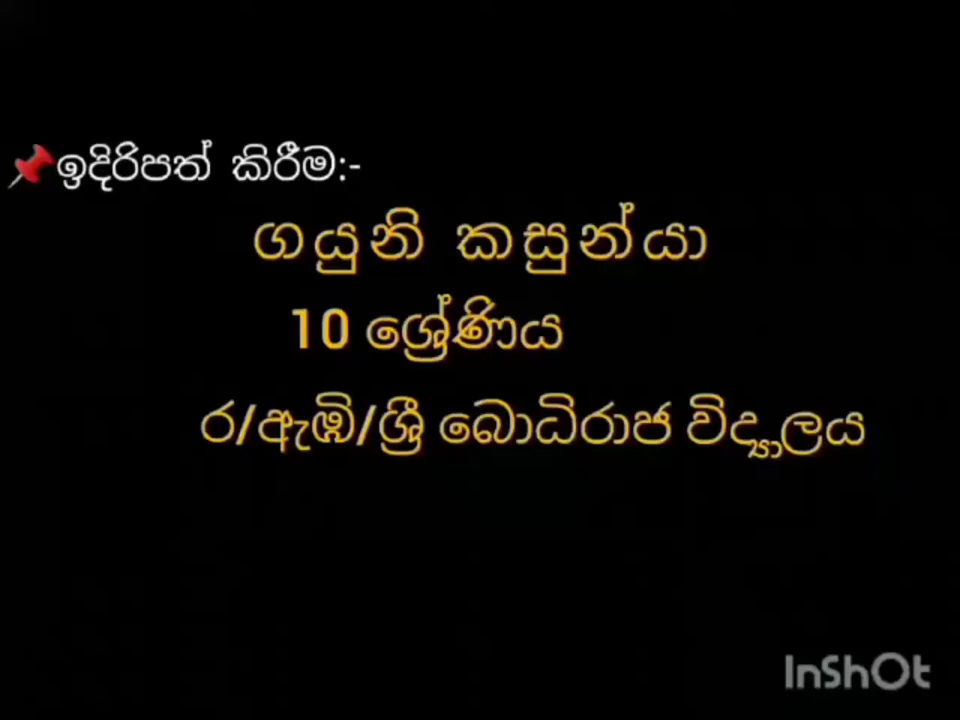 📌ඉදිරිපත් කිරීම:-
ගයුනි කසුන්යා
10 ශ්‍රේණිය
ර/ඇඹි/ශ්‍රී බොධිරාජ විද්‍යාලය
InShOt